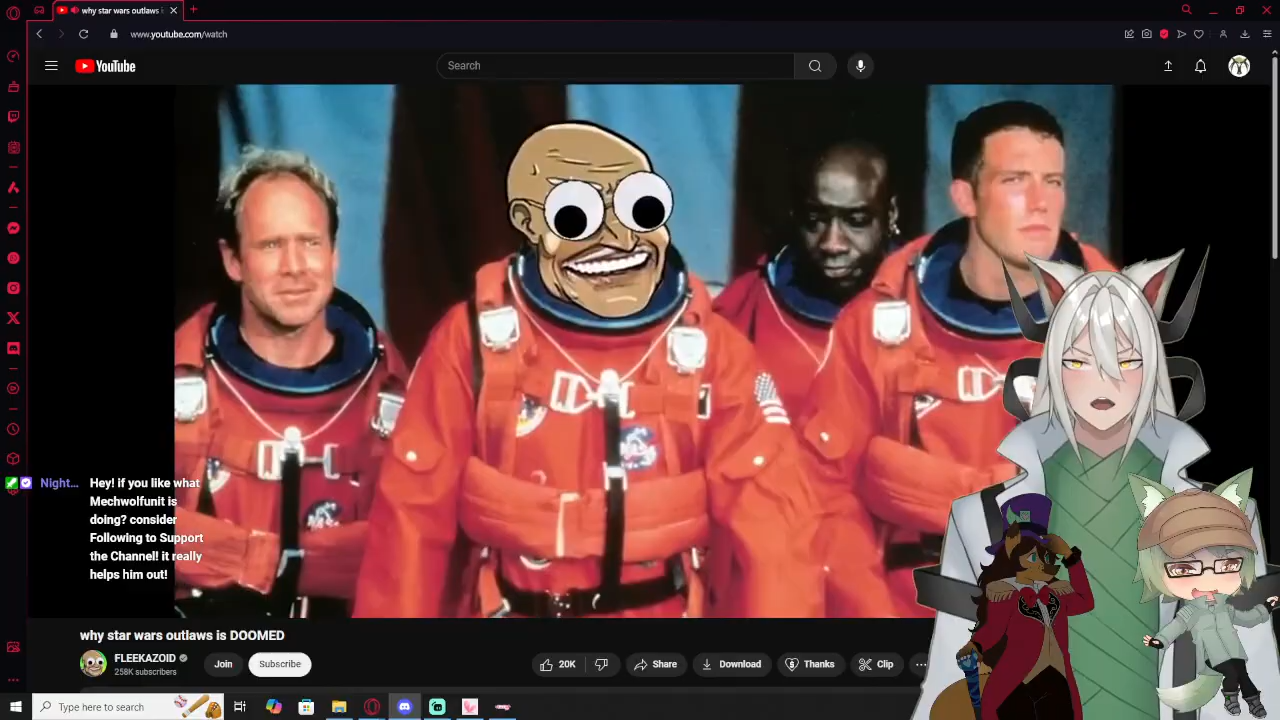 why star wars outlaws is
www.youtube.com/watch
YouTube
Search
Night...
Hey! if you like what
Mechwolfunit is
doing? consider
Following to Support
the Channel! it really
helps him out!
why star wars outlaws is DOOMED
FLEEKAZOID
258K subscribers
Join
Subscribe
20K
Share
Download
Thanks
Clip
...
Type here to search